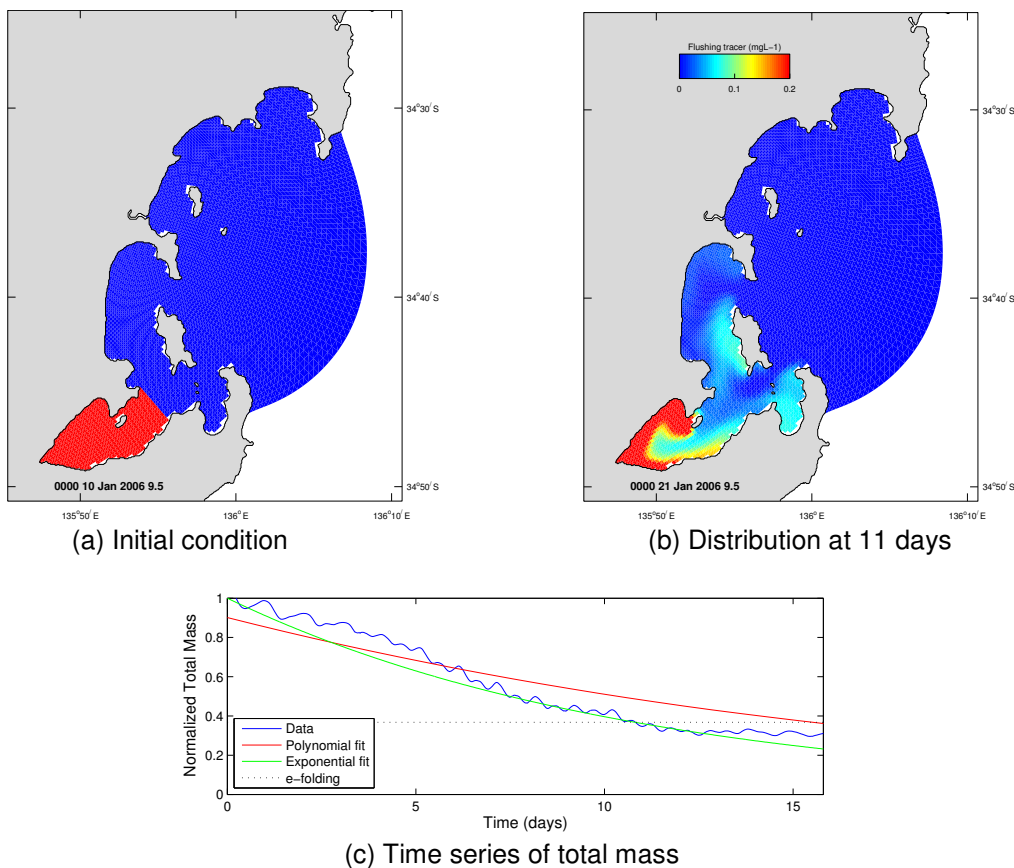 Flushing tracer (mgL−1)
0 0.1 0.2
34°30′ S
34°30′ S
34°40′ S
34°40′ S
34°50′ S
34°50′ S
0000 10 Jan 2006 9.5
0000 21 Jan 2006 9.5
135°50′ E 136°E 136°10′ E
135°50′ E 136°E 136°10′ E
(a) Initial condition
(b) Distribution at 11 days
Normalized Total Mass
1
0.8
0.6
0.4
0.2
0
Data
Polynomial fit
Exponential fit
e−folding
0 5 10 15
Time (days)
(c) Time series of total mass